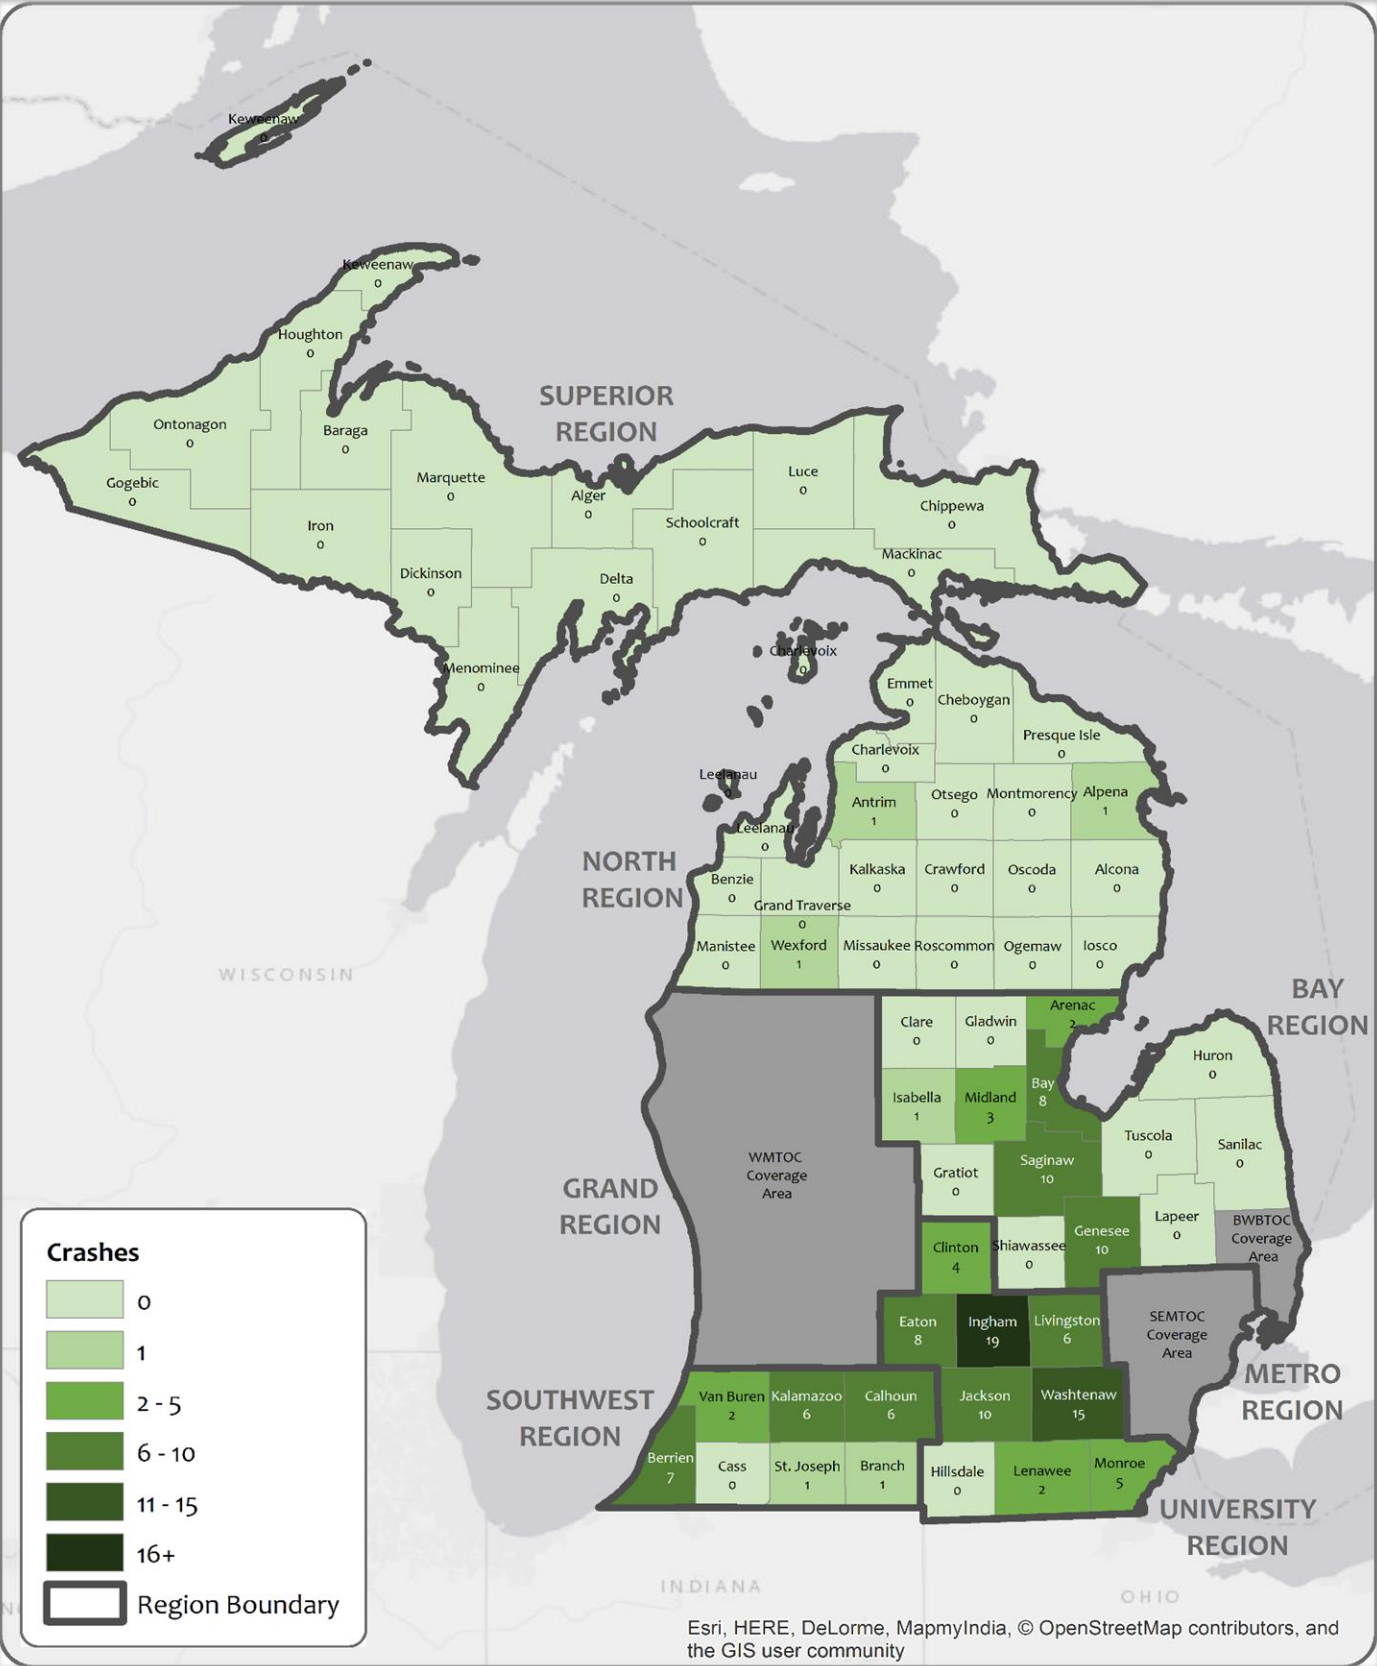 Keweenaw
0
Keweenaw
0
Houghton
0
SUPERIOR
REGION
Ontonagon
0
Baraga
0
Gogebic
0
Marquette
0
Alger
0
Luce
0
Schoolcraft
0
Chippewa
0
Iron
0
Mackinac
0
Dickinson
0
Delta
0
Menominee
0
Charlevoix
0
Emmet
0
Cheboygan
0
Presque Isle
0
Charlevoix
0
Leelanau
0
Antrim
1
Otsego
0
Montmorency
0
Alpena
1
Leelanau
0
NORTH
REGION
Benzie
0
Grand Traverse
0
Kalkaska
0
Crawford
0
Oscoda
0
Alcona
0
Manistee
0
Wexford
1
Missaukee
0
Roscommon
0
Ogemaw
0
Iosco
0
WISCONSIN
BAY
REGION
Clare
0
Gladwin
0
Arenac
2
Huron
0
Isabella
1
Midland
3
Bay
8
Tuscola
0
Sanilac
0
WMTOC
Coverage
Area
GRAND
REGION
Gratiot
0
Saginaw
10
Lapeer
0
BWBTOC
Coverage
Area
Clinton
4
Shiawassee
0
Genesee
10
Eaton
8
Ingham
19
Livingston
6
SEMTOC
Coverage
Area
METRO
REGION
SOUTHWEST
REGION
Van Buren
2
Kalamazoo
6
Calhoun
6
Jackson
10
Washtenaw
15
Berrien
7
Cass
0
St. Joseph
1
Branch
1
Hillsdale
0
Lenawee
2
Monroe
5
UNIVERSITY
REGION
INDIANA
OHIO
Crashes
0
1
2 - 5
6 - 10
11 - 15
16+
Region Boundary
Esri, HERE, DeLorme, MapmyIndia, © OpenStreetMap contributors, and
the GIS user community